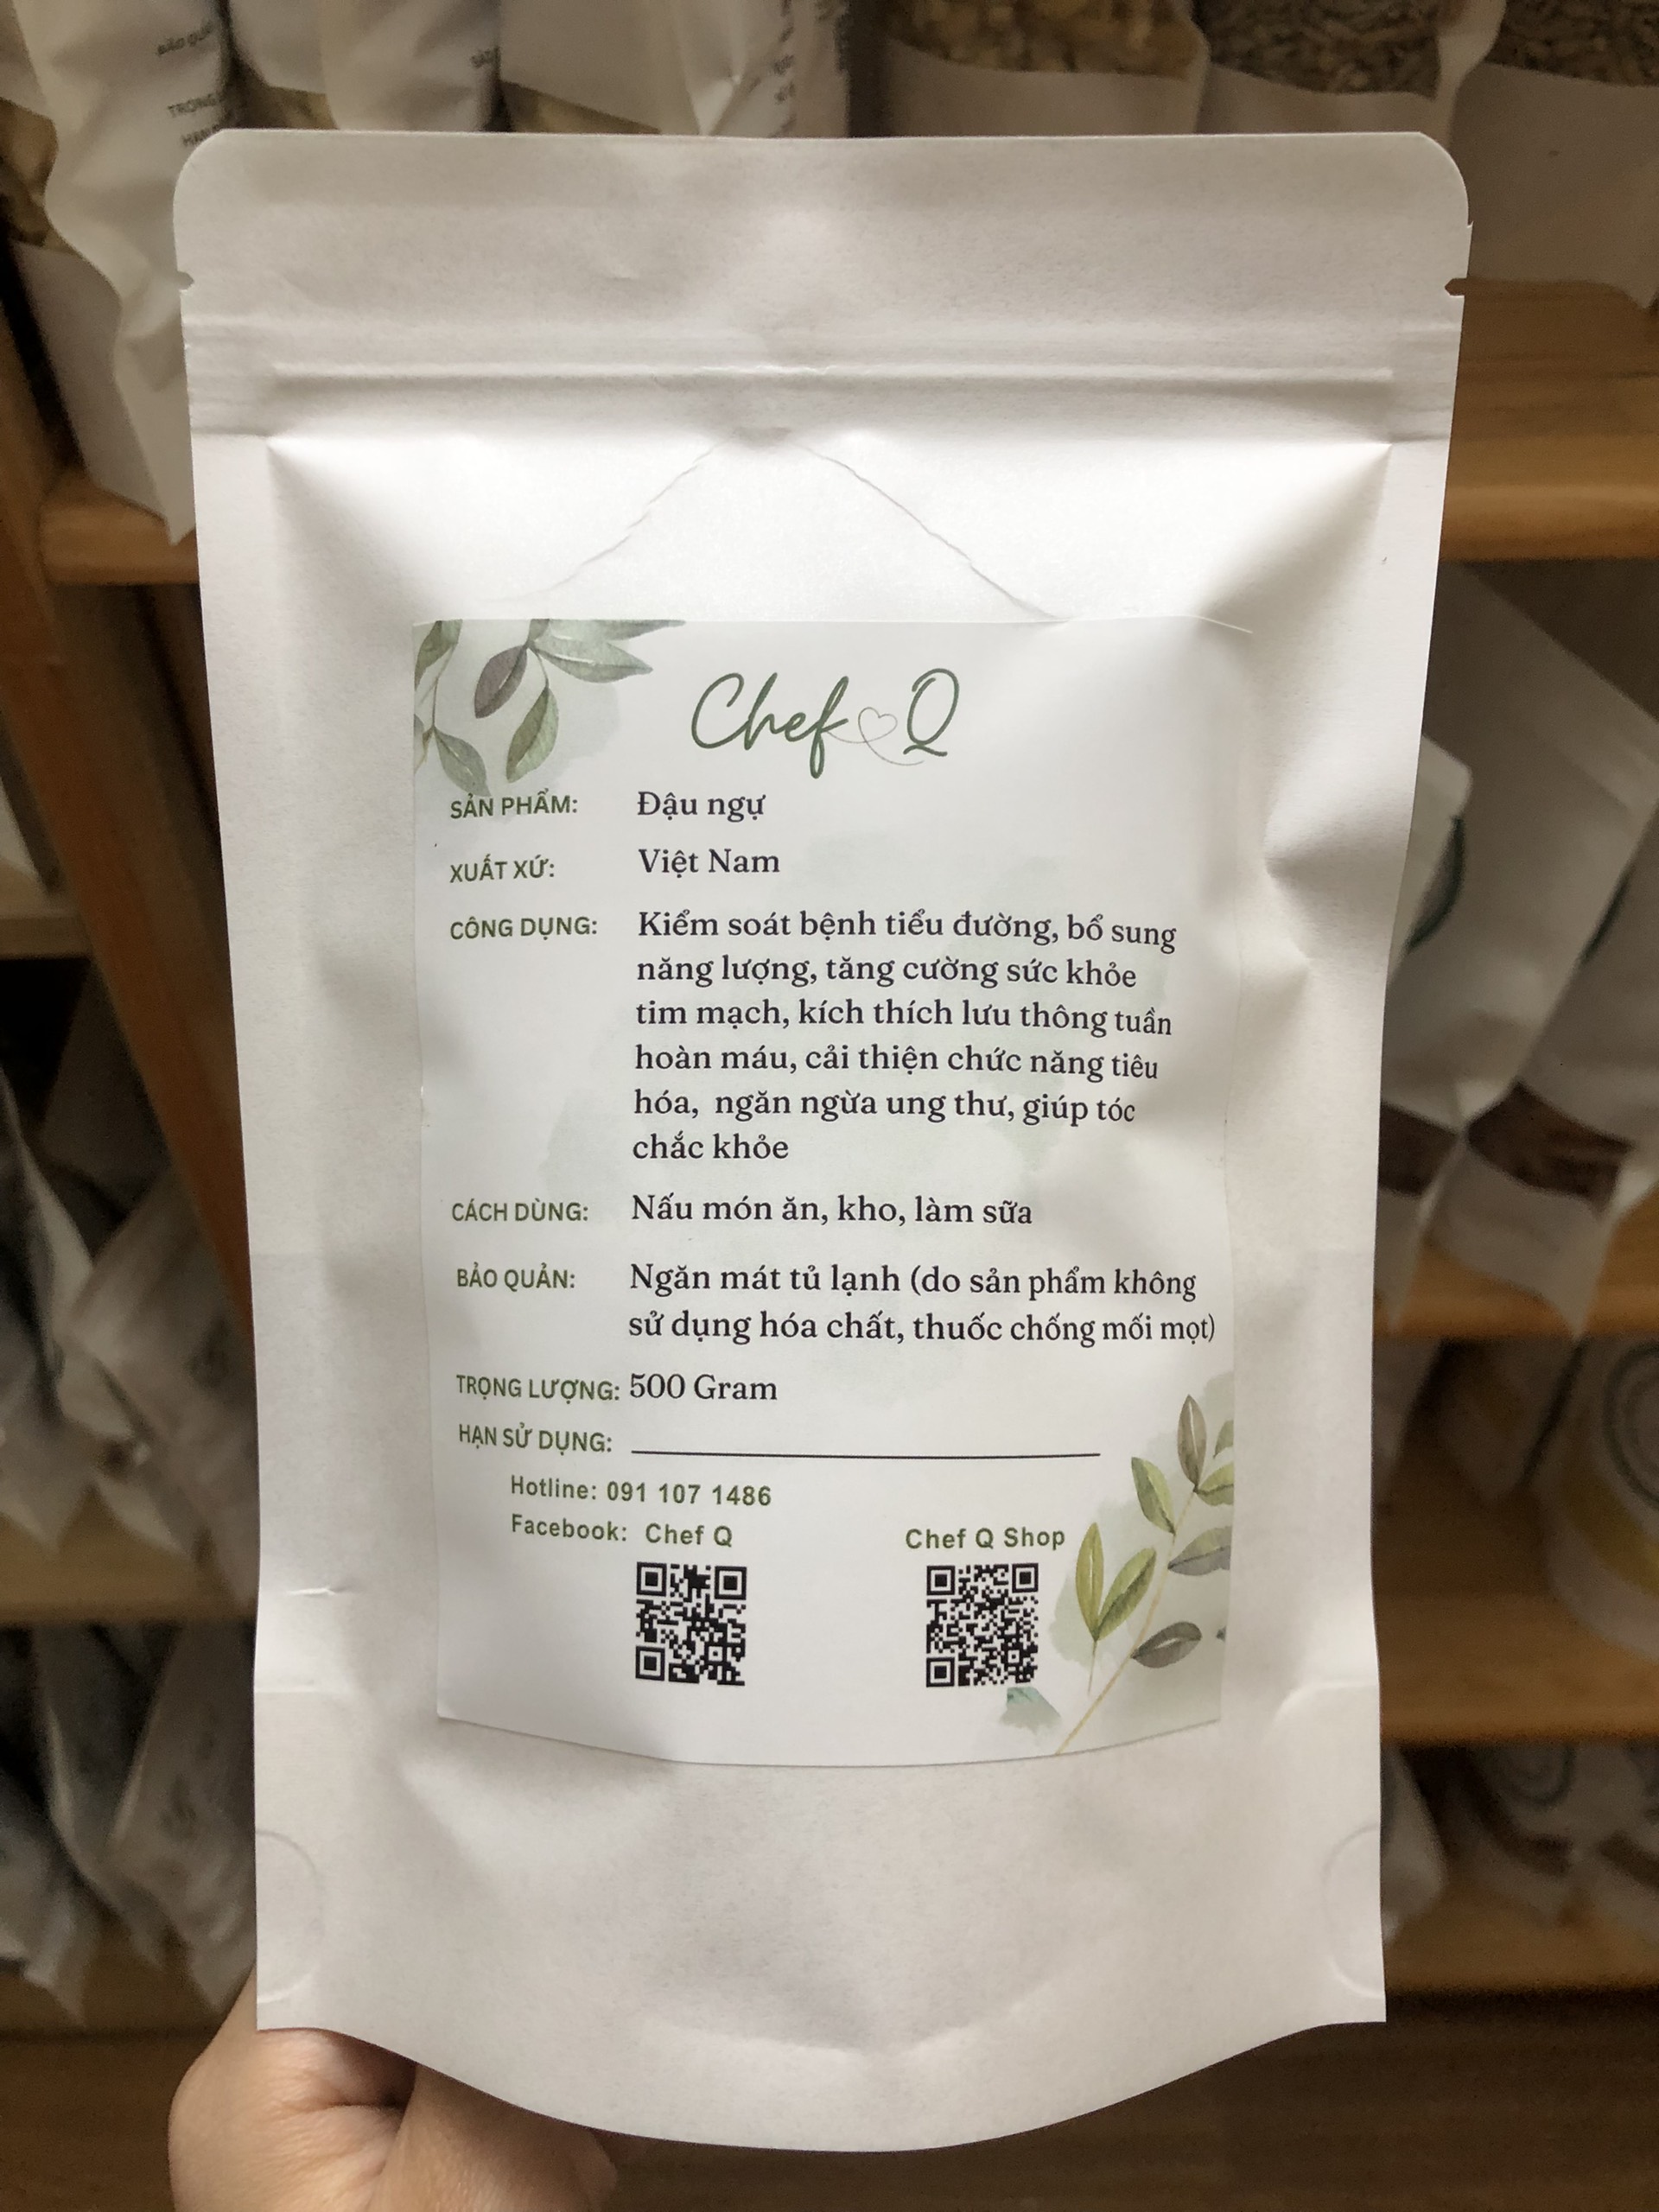 TRONG
Chef Q
SẢN PHẨM: Đậu ngự
XUẤT XỨ: Việt Nam
CÔNG DỤNG: Kiểm soát bệnh tiểu đường, bổ sung
năng lượng, tăng cường sức khỏe
tim mạch, kích thích lưu thông tuần
hoàn máu, cải thiện chức năng tiêu
hóa, ngăn ngừa ung thư, giúp tóc
chắc khỏe
CÁCH DÙNG: Nấu món ăn, kho, làm sữa
BẢO QUẢN: Ngăn mát tủ lạnh (do sản phẩm không
sử dụng hóa chất, thuốc chống mối mọt)
TRỌNG LƯỢNG: 500 Gram
HẠN SỬ DỤNG:
Hotline: 091 107 1486
Facebook: Chef Q
Chef Q Shop